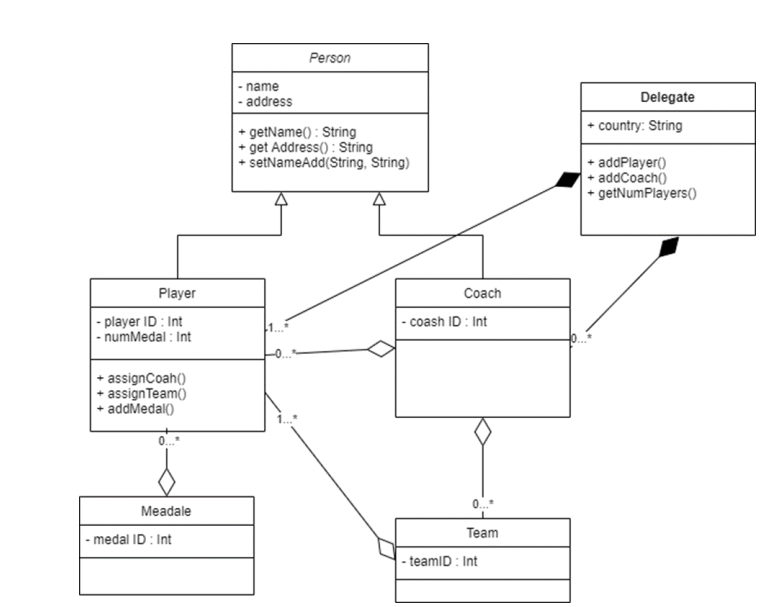 Person
- name
- address
+ getName() : String
+ get Address() : String
+ setNameAdd(String, String)
Delegate
+ country: String
+ addPlayer()
+ addCoach()
+ getNumPlayers()
Player
- player ID : Int
- numMedal : Int
+ assignCoah()
+ assignTeam()
+ addMedal()
Coach
- coash ID : Int
1...*
0...*
0...*
1...*
0...*
0...*
Meadale
- medal ID : Int
Team
- teamID : Int